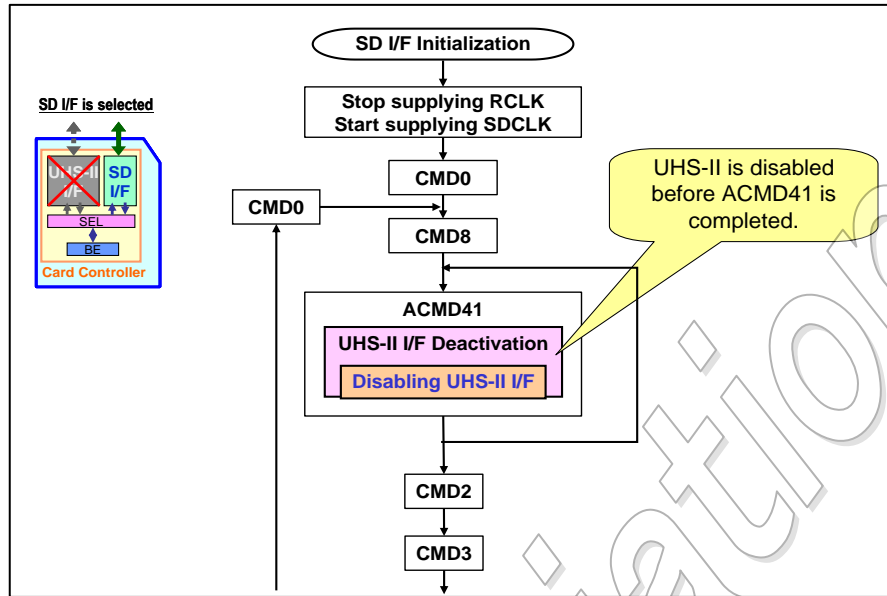 SD I/F Initialization
Stop supplying RCLK
Start supplying SDCLK
SD I/F is selected
UHS-II
I/F
SD
I/F
SEL
BE
Card Controller
CMD0
CMD0
CMD8
UHS-II is disabled
before ACMD41 is
completed.
ACMD41
UHS-II I/F Deactivation
Disabling UHS-II I/F
CMD2
CMD3
iation